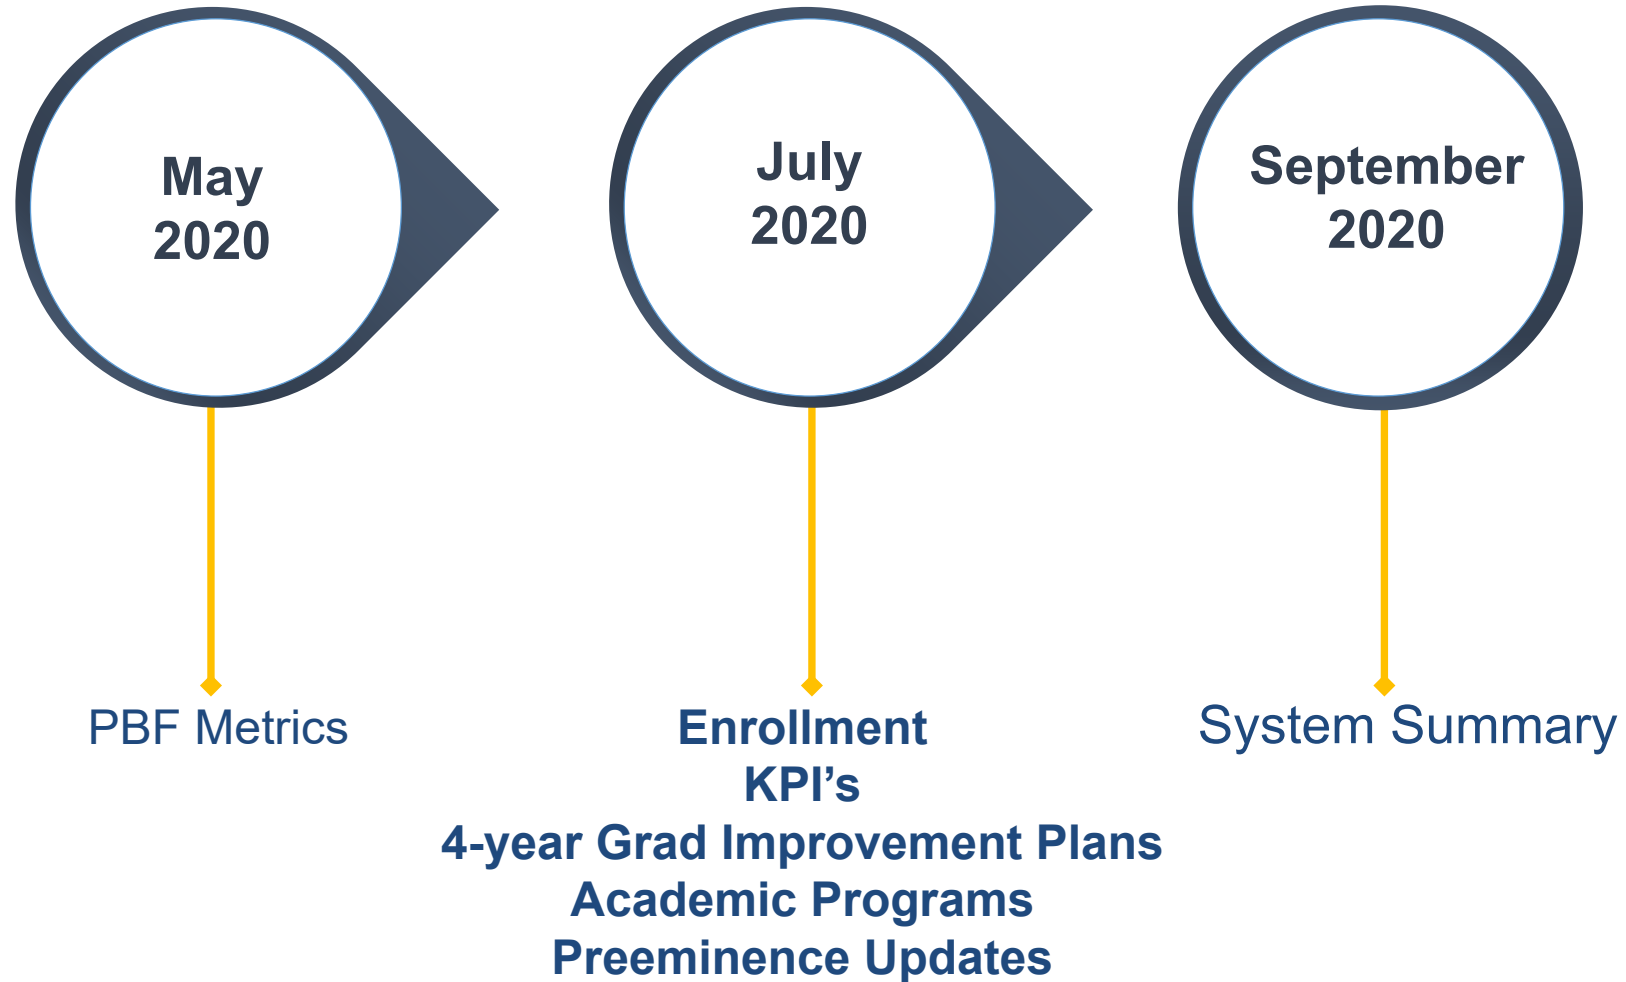 May
2020
July
2020
September
2020
PBF Metrics
Enrollment
KPI’s
4-year Grad Improvement Plans
Academic Programs
Preeminence Updates
System Summary